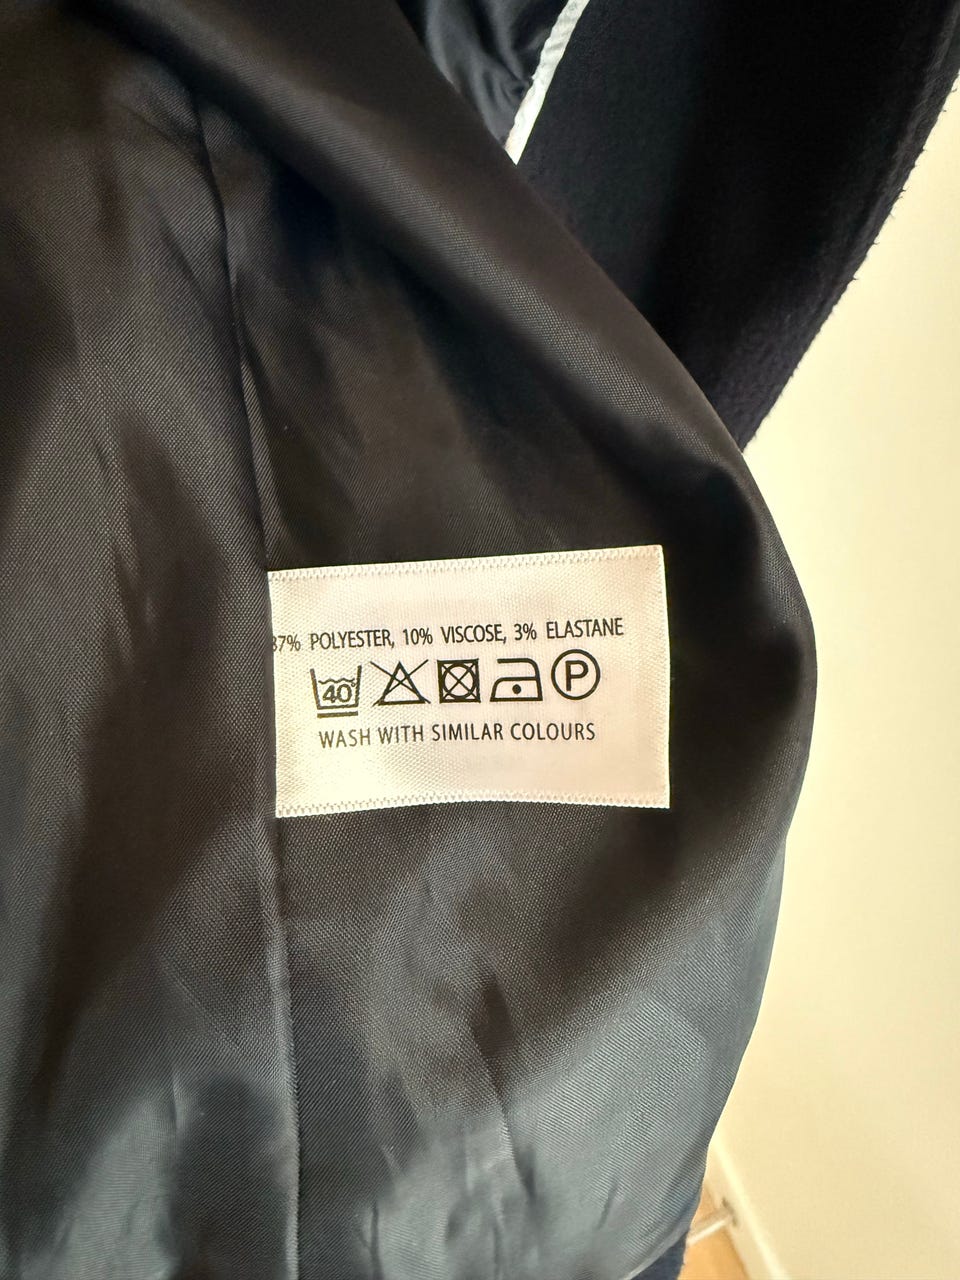 87% POLYESTER, 10% VISCOSE, 3% ELASTANE
40 P
WASH WITH SIMILAR COLOURS